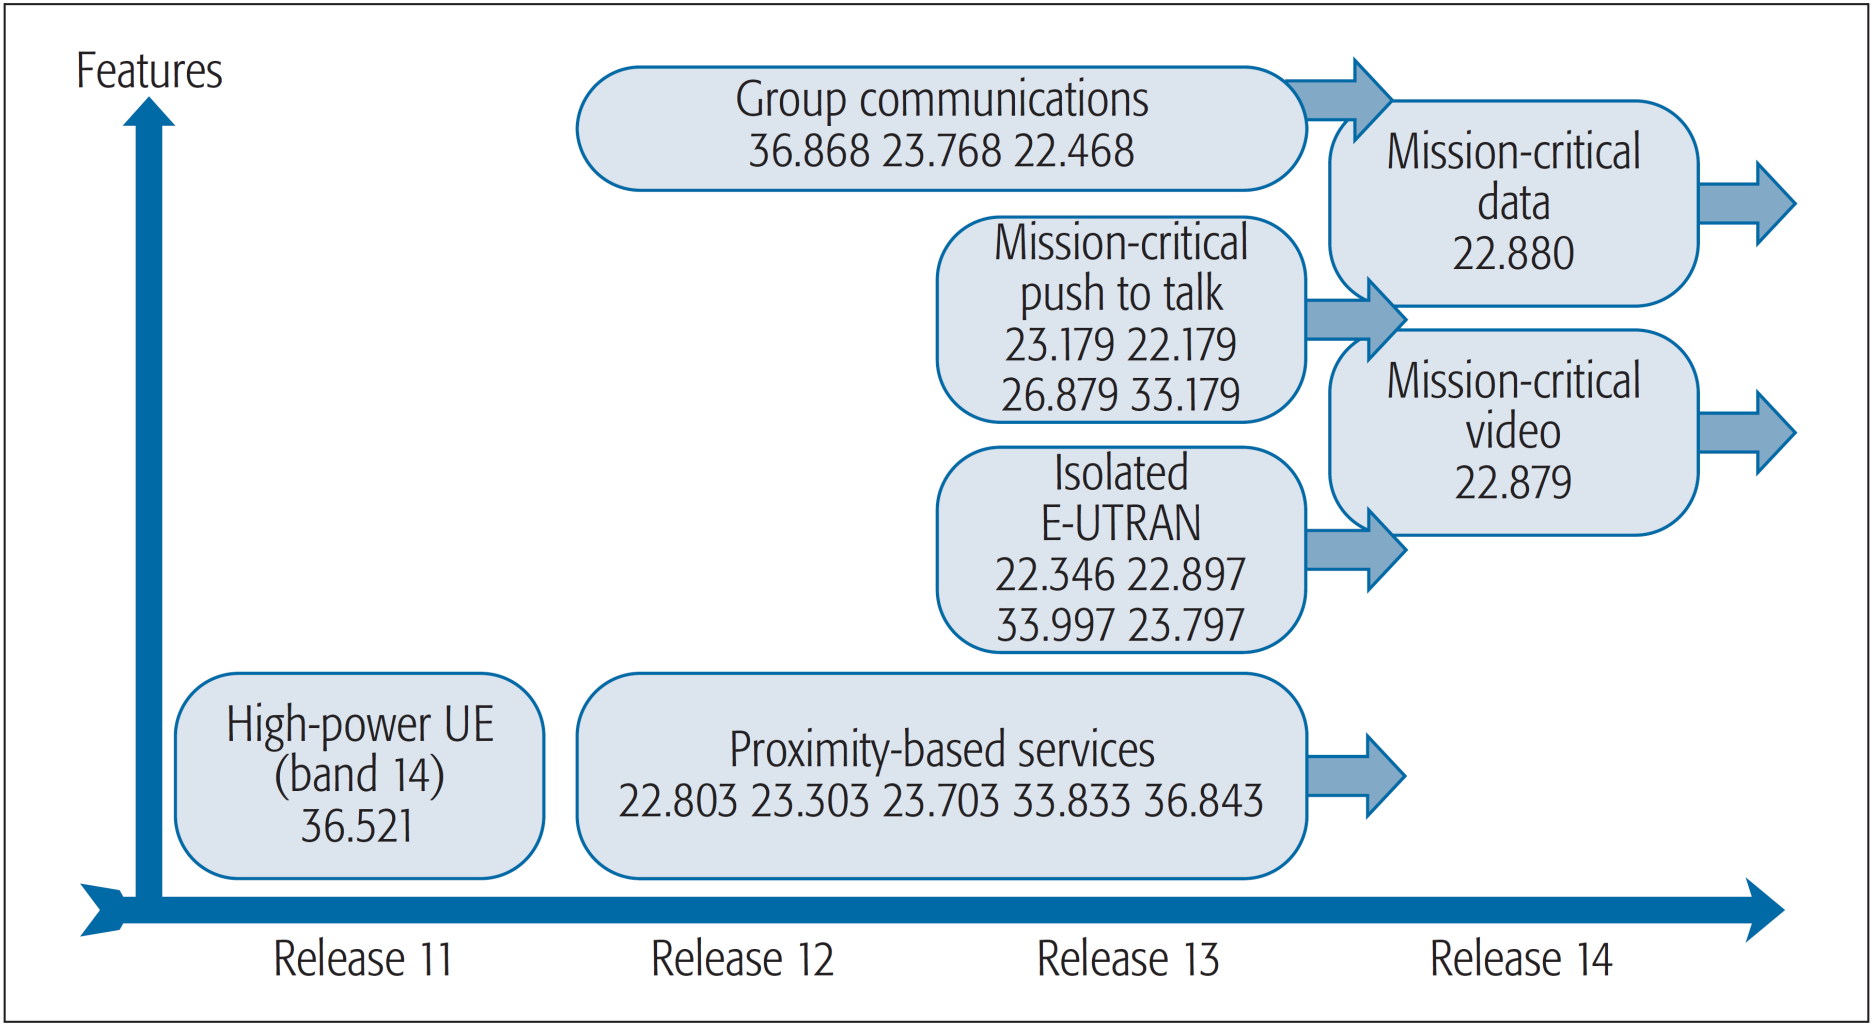 Features
Group communications
36.868 23.768 22.468
Mission-critical
data
22.880
Mission-critical
push to talk
23.179 22.179
26.879 33.179
Mission-critical
video
22.879
Isolated
E-UTRAN
22.346 22.897
33.997 23.797
High-power UE
(band 14)
36.521
Proximity-based services
22.803 23.303 23.703 33.833 36.843
Release 11
Release 12
Release 13
Release 14